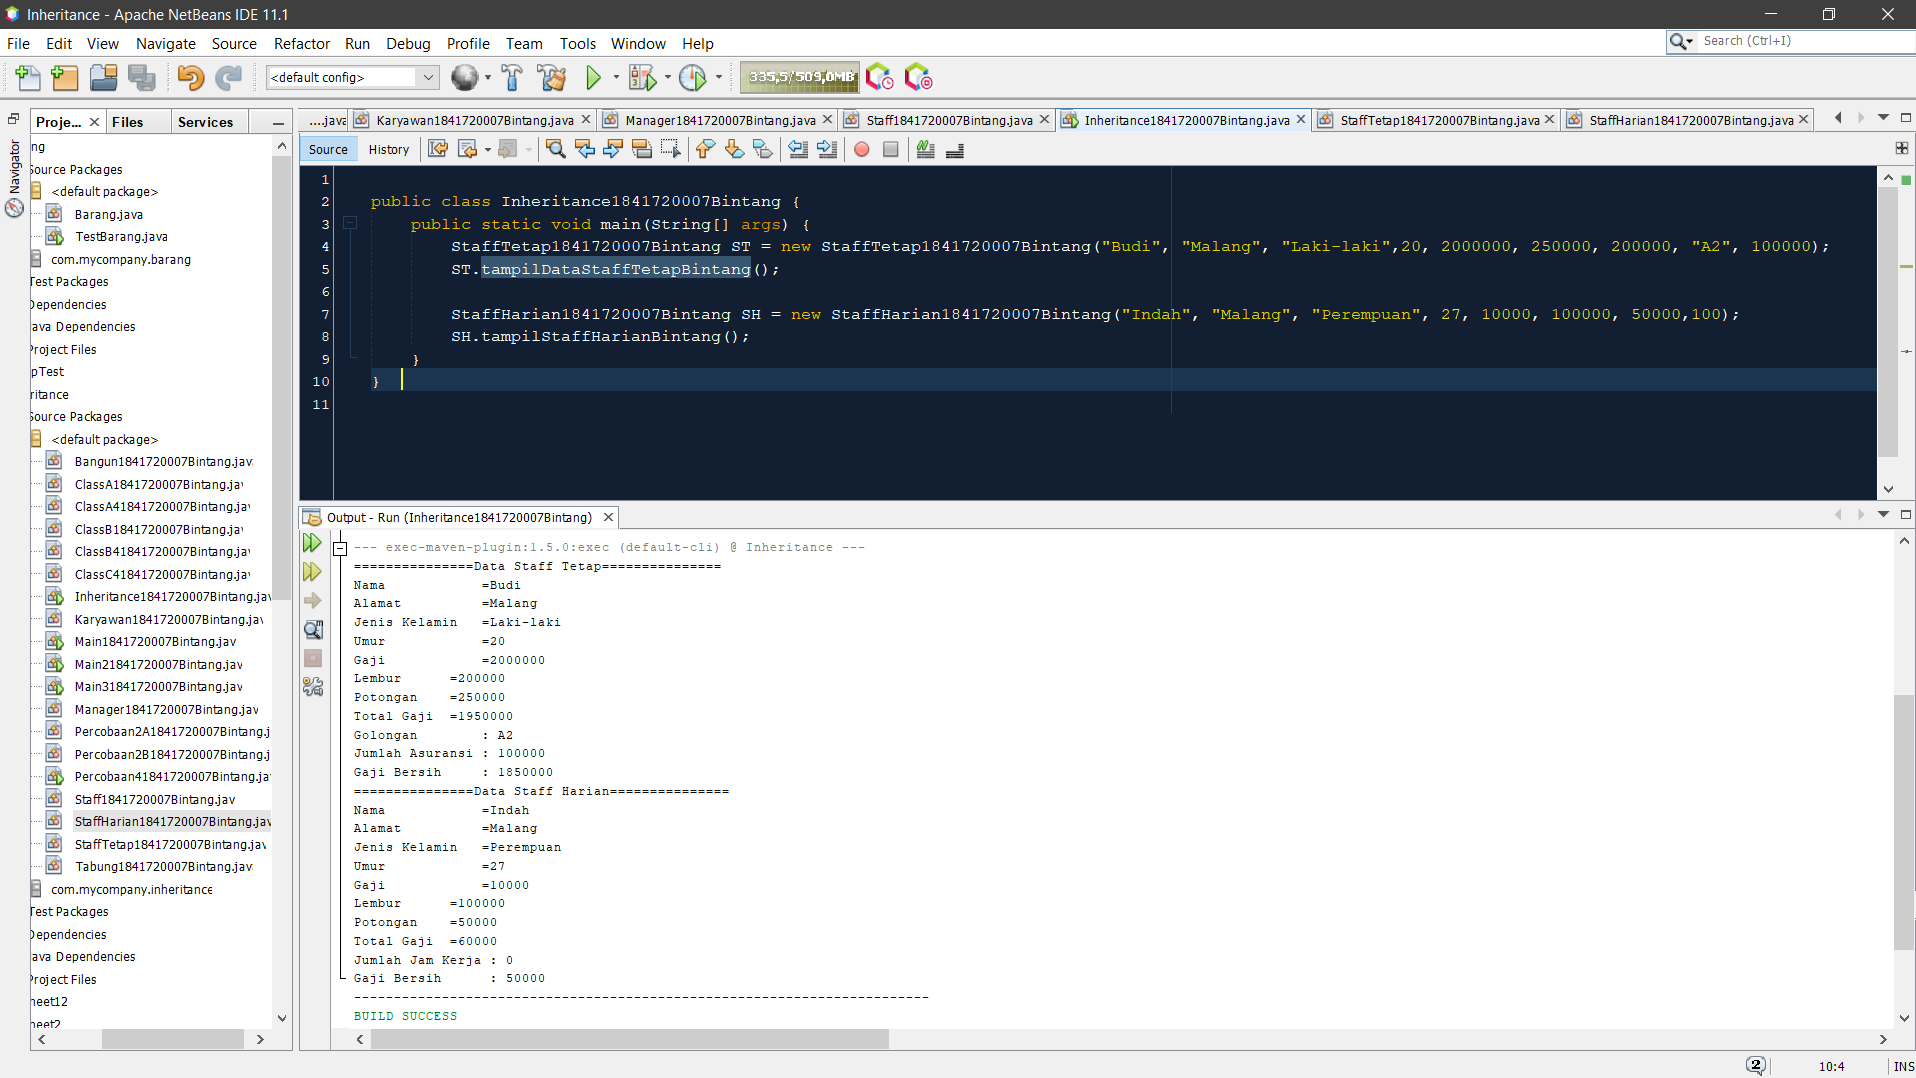 Inheritance - Apache NetBeans IDE 11.1
File Edit View Navigate Source Refactor Run Debug Profile Team Tools Window Help
Search (Ctrl+I)
<default config>
335,5/509,0MB
Proje... Files Services
....java Karyawan1841720007Bintang.java Manager1841720007Bintang.java Staff1841720007Bintang.java Inheritance1841720007Bintang.java StaffTetap1841720007Bintang.java StaffHarian1841720007Bintang.java
Navigator
Source History
ng
Source Packages
<default package>
Barang.java
TestBarang.java
com.mycompany.barang
Test Packages
Dependencies
ava Dependencies
Project Files
pTest
ritance
Source Packages
<default package>
Bangun1841720007Bintang.jav
ClassA1841720007Bintang.jav
ClassA41841720007Bintang.jav
ClassB1841720007Bintang.jav
ClassB41841720007Bintang.jav
ClassC41841720007Bintang.jav
Inheritance1841720007Bintang.jav
Karyawan1841720007Bintang.jav
Main1841720007Bintang.jav
Main21841720007Bintang.jav
Main31841720007Bintang.jav
Manager1841720007Bintang.jav
Percobaan2A1841720007Bintang.j
Percobaan2B1841720007Bintang.j
Percobaan41841720007Bintang.jav
Staff1841720007Bintang.jav
StaffHarian1841720007Bintang.jav
StaffTetap1841720007Bintang.jav
Tabung1841720007Bintang.jav
com.mycompany.inheritance
Test Packages
Dependencies
ava Dependencies
Project Files
heet12
heet2
1
2 public class Inheritance1841720007Bintang {
3 public static void main(String[] args) {
4 StaffTetap1841720007Bintang ST = new StaffTetap1841720007Bintang("Budi", "Malang", "Laki-laki",20, 2000000, 250000, 200000, "A2", 100000);
5 ST.tampilDataStaffTetapBintang();
6
7 StaffHarian1841720007Bintang SH = new StaffHarian1841720007Bintang("Indah", "Malang", "Perempuan", 27, 10000, 100000, 50000,100);
8 SH.tampilStaffHarianBintang();
9 }
10 }
11
Output - Run (Inheritance1841720007Bintang)
--- exec-maven-plugin:1.5.0:exec (default-cli) @ Inheritance ---
===============Data Staff Tetap===============
Nama =Budi
Alamat =Malang
Jenis Kelamin =Laki-laki
Umur =20
Gaji =2000000
Lembur =200000
Potongan =250000
Total Gaji =1950000
Golongan : A2
Jumlah Asuransi : 100000
Gaji Bersih : 1850000
===============Data Staff Harian===============
Nama =Indah
Alamat =Malang
Jenis Kelamin =Perempuan
Umur =27
Gaji =10000
Lembur =100000
Potongan =50000
Total Gaji =60000
Jumlah Jam Kerja : 0
Gaji Bersih : 50000
------------------------------------------------------------------------
BUILD SUCCESS
2
10:4
INS